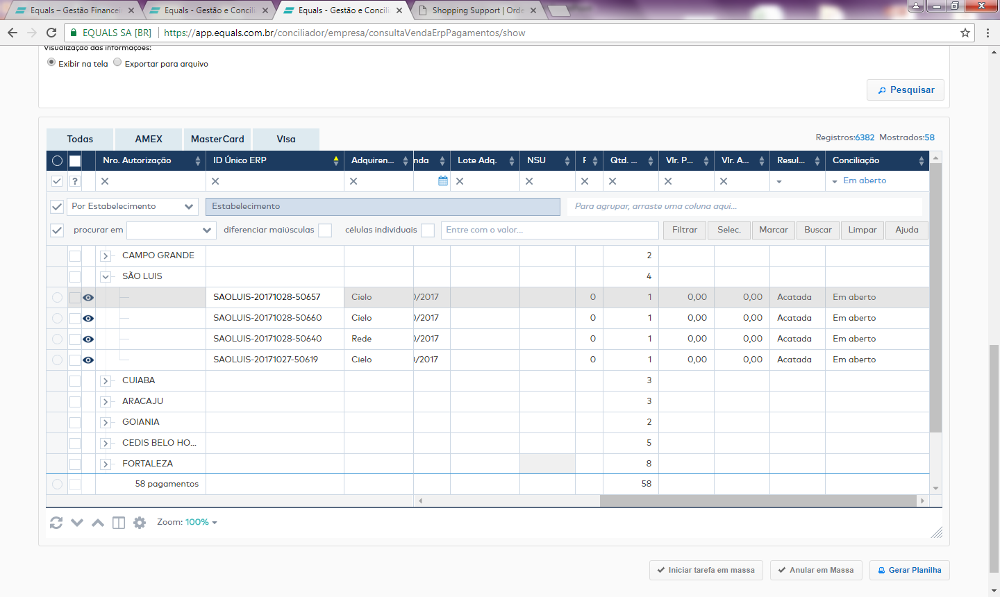 Equals – Gestão Financei
Equals - Gestão e Concil
Equals - Gestão e Concil
Shopping Support | Orde
EQUALS SA [BR]
https://app.equals.com.br/conciliador/empresa/consultaVendaErpPagamentos/show
Visualização das informações:
Exibir na tela
Exportar para arquivo
Pesquisar
Todas
AMEX
MasterCard
Visa
Registros:6382 Mostrados:58
Nro. Autorização
ID Único ERP
Adquiren...
nda
Lote Adq.
NSU
Qtd. ...
Vlr. P...
Vlr. A...
Resul...
Conciliação
?
Em aberto
Por Estabelecimento
Estabelecimento
Para agrupar, arraste uma coluna aqui...
procurar em
diferenciar maiúsculas
células individuais
Entre com o valor...
Filtrar
Selec.
Marcar
Buscar
Limpar
Ajuda
CAMPO GRANDE 2
SÃO LUIS 4
SAOLUIS-20171028-50657 Cielo 0/2017 0 1 0,00 0,00 Acatada Em aberto
SAOLUIS-20171028-50660 Cielo 0/2017 0 1 0,00 0,00 Acatada Em aberto
SAOLUIS-20171028-50640 Rede 0/2017 0 1 0,00 0,00 Acatada Em aberto
SAOLUIS-20171027-50619 Cielo 0/2017 0 1 0,00 0,00 Acatada Em aberto
CUIABA 3
ARACAJU 3
GOIANIA 2
CEDIS BELO HO... 5
FORTALEZA 8
58 pagamentos 58
Zoom: 100%
Iniciar tarefa em massa
Anular em Massa
Gerar Planilha